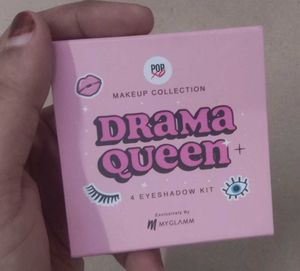 POP
MAKEUP COLLECTION
DRAMA
QUEEN
4 EYESHADOW KIT
Exclusively By
MYGLAMM